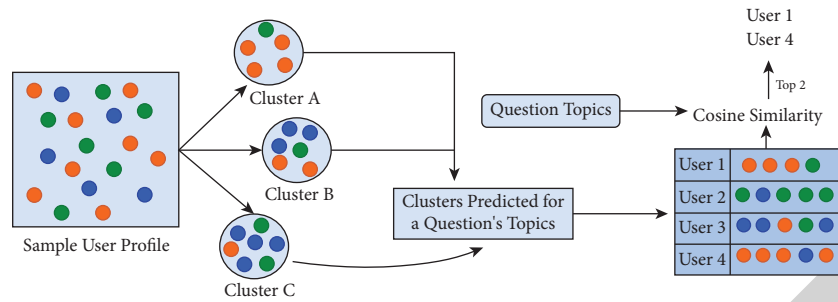 Sample User Profile
Cluster A
Cluster B
Cluster C
Clusters Predicted for
a Question's Topics
Question Topics
User 1
User 4
Top 2
Cosine Similarity
User 1
User 2
User 3
User 4